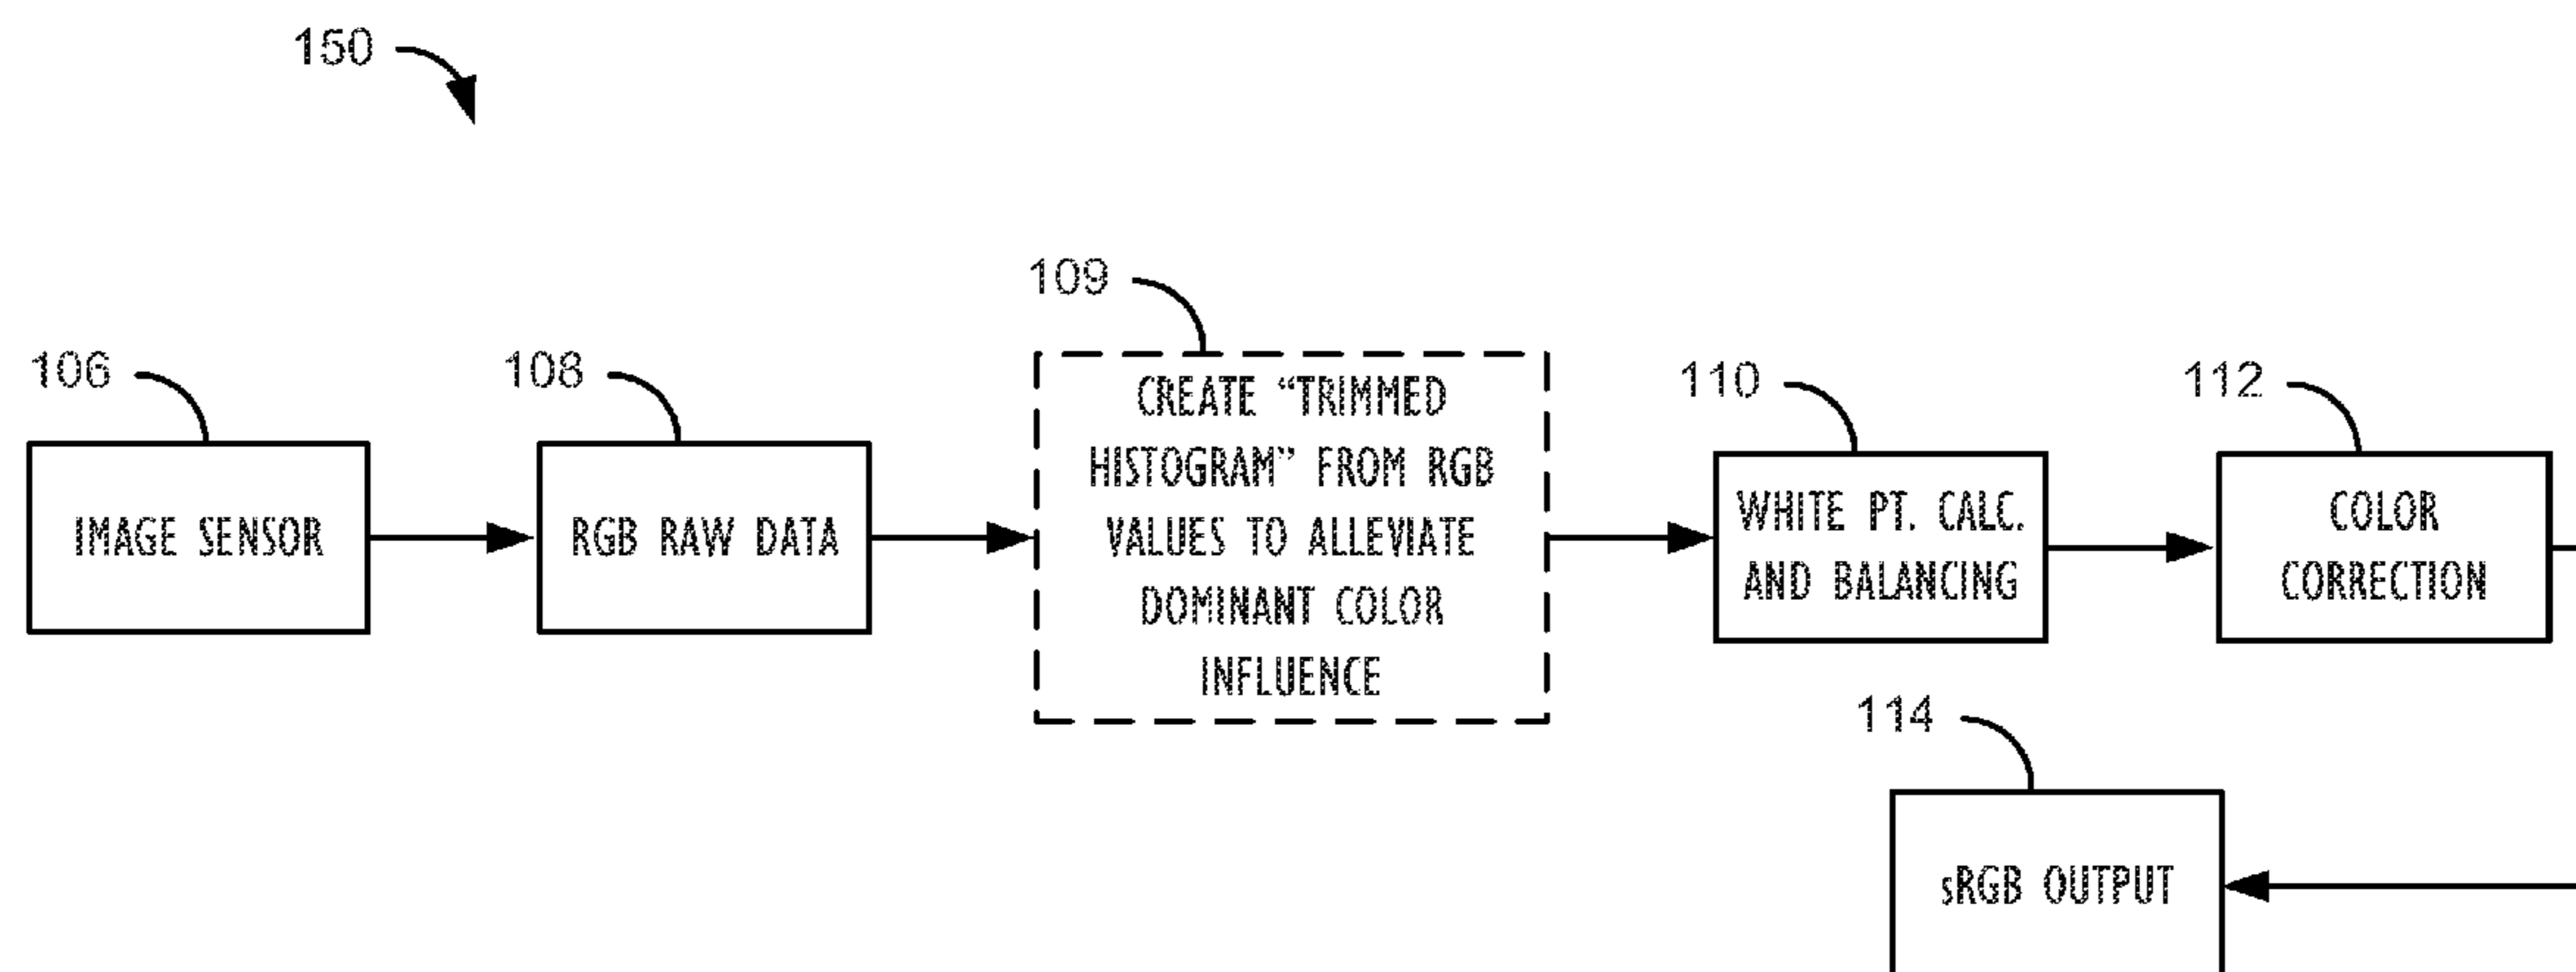 150
109
106
108
110
112
IMAGE SENSOR
RGB RAW DATA
CREATE “TRIMMED
HISTOGRAM” FROM RGB
VALUES TO ALLEVIATE
DOMINANT COLOR
INFLUENCE
WHITE PT. CALC.
AND BALANCING
COLOR
CORRECTION
114
sRGB OUTPUT